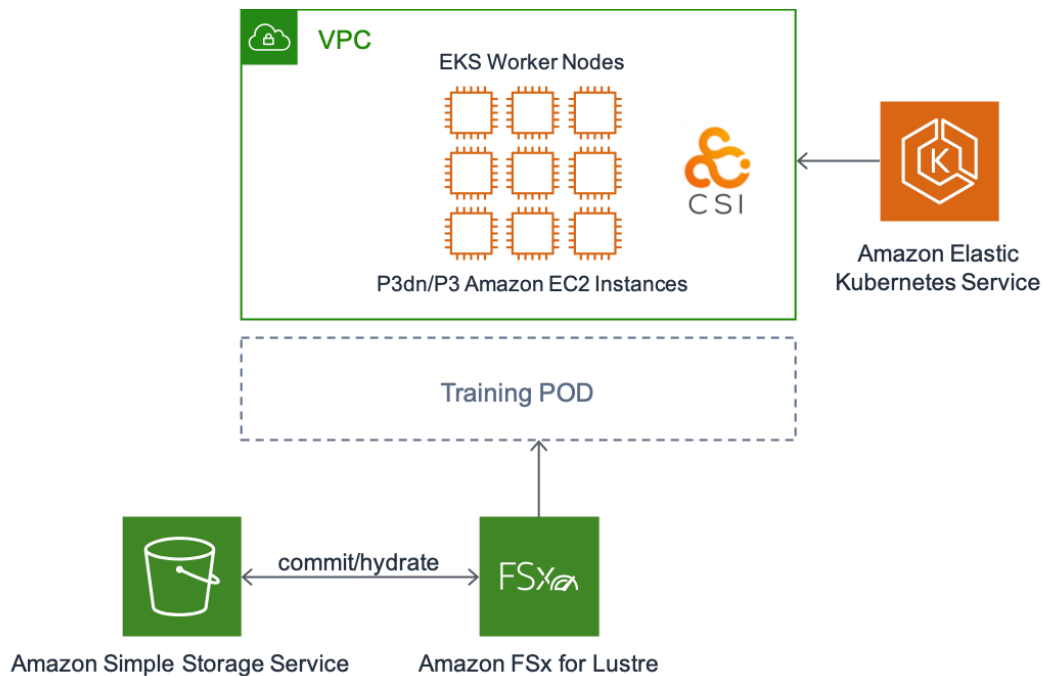 VPC
EKS Worker Nodes
CSI
K
P3dn/P3 Amazon EC2 Instances
Amazon Elastic
Kubernetes Service
Training POD
commit/hydrate
FSx
Amazon Simple Storage Service
Amazon FSx for Lustre